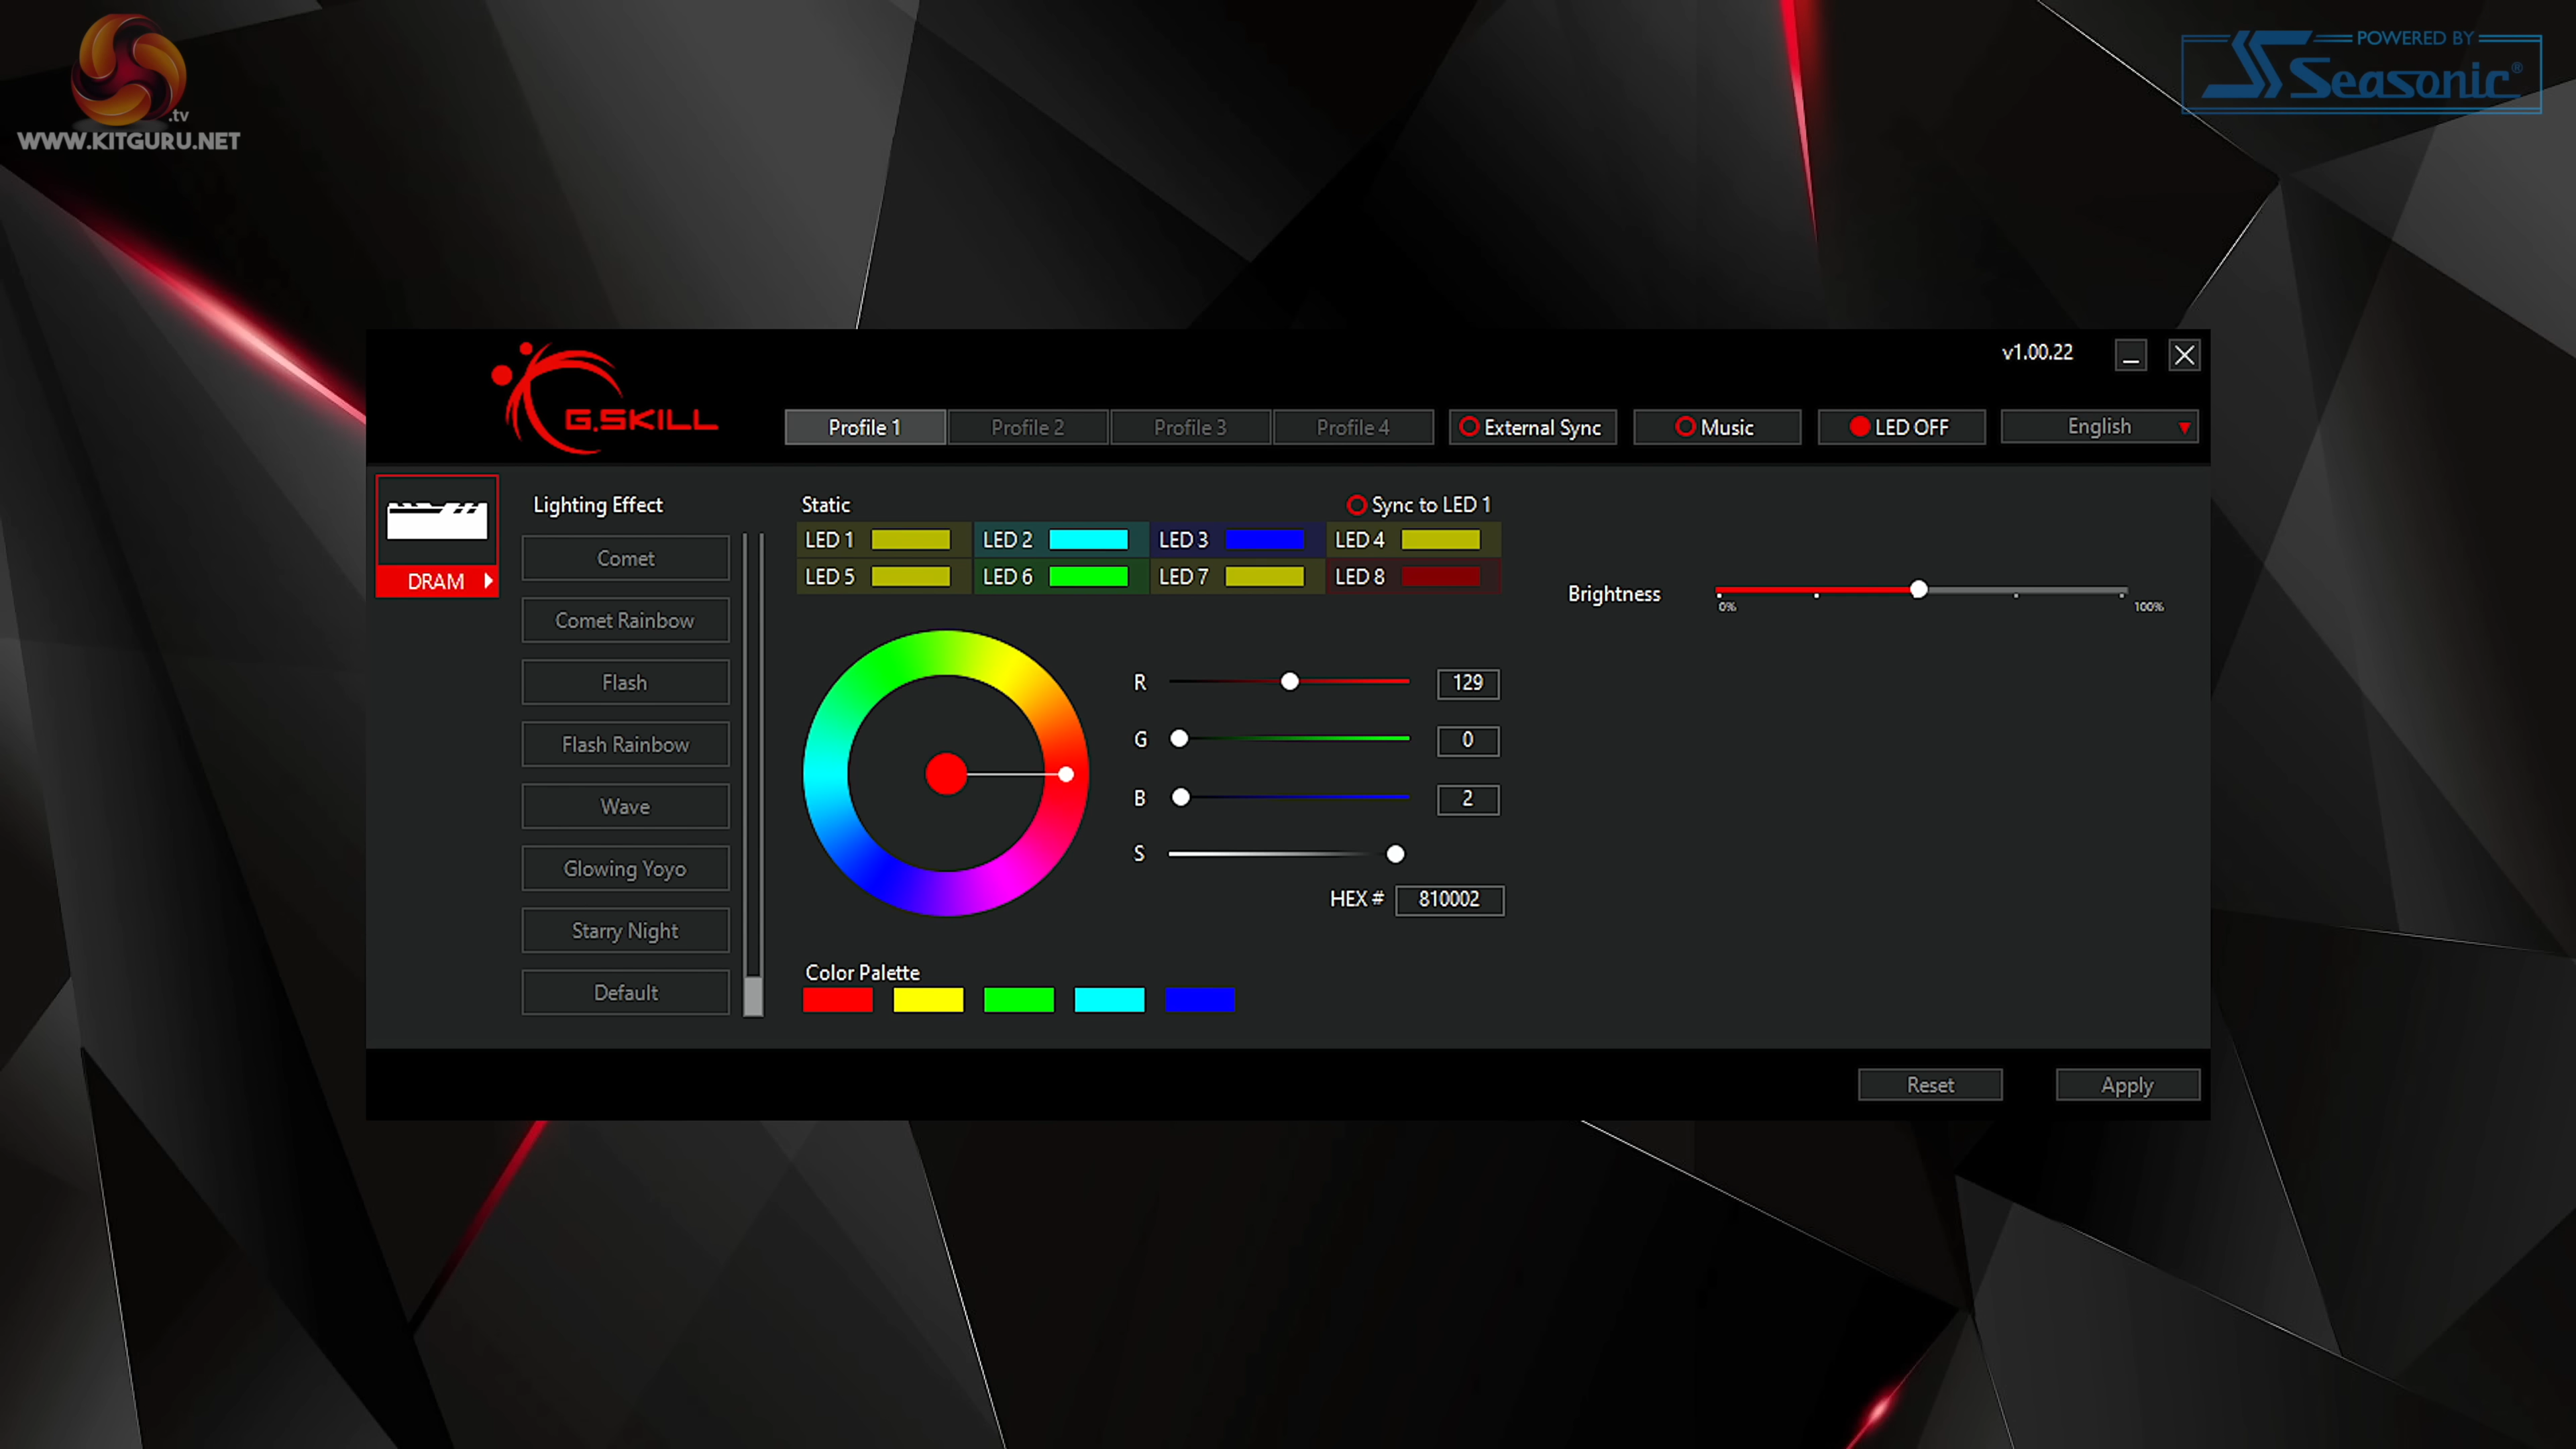 .tv
WWW.KITGURU.NET
POWERED BY
Seasonic®
v1.00.22
G.SKILL
Profile 1 Profile 2 Profile 3 Profile 4 External Sync Music LED OFF English
DRAM
Lighting Effect
Comet
Comet Rainbow
Flash
Flash Rainbow
Wave
Glowing Yoyo
Starry Night
Default
Static Sync to LED 1
LED 1 LED 2 LED 3 LED 4
LED 5 LED 6 LED 7 LED 8
R 129
G 0
B 2
S
HEX # 810002
Color Palette
Brightness
0% 100%
Reset Apply